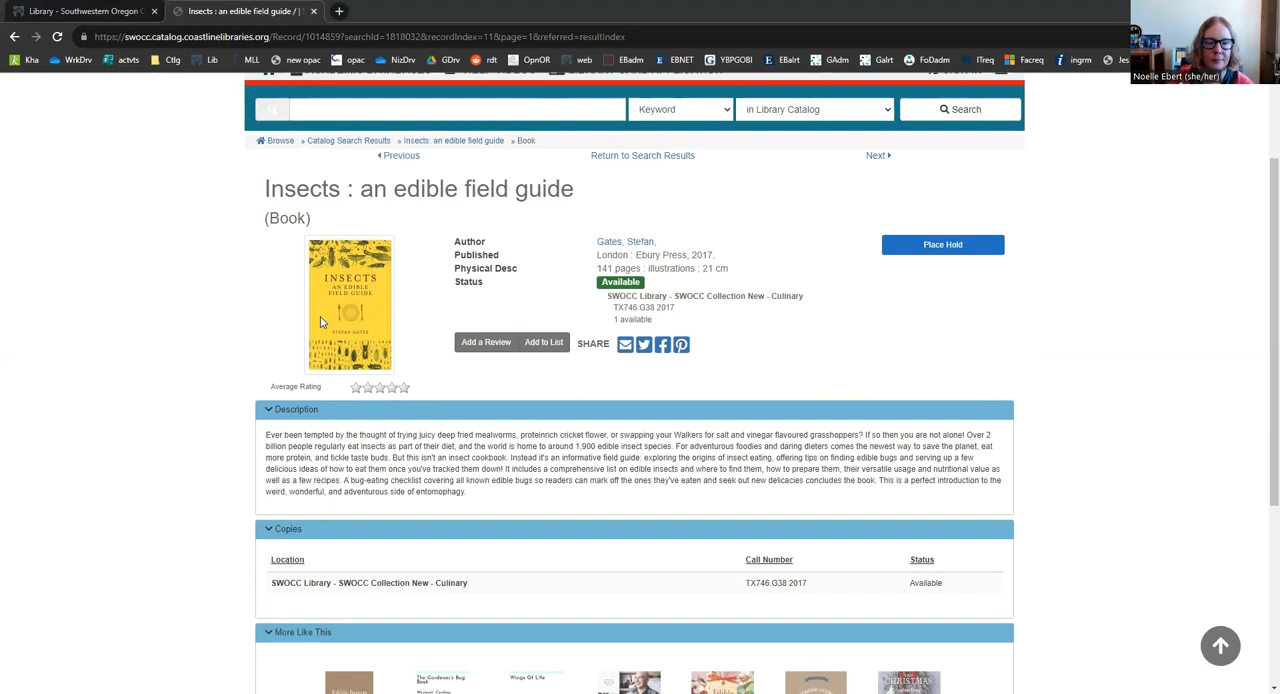 Library - Southwestern Oregon C
Insects : an edible field guide / |
https://swocc.catalog.coastlinelibraries.org/Record/1014859?searchId=1818032&recordIndex=11&page=1&referred=resultIndex
Kha WrkDrv actvts Ctlg Lib MLL new opac opac NizDrv GDrv rdt OpnOR web EBadm EBNET YBPGOBI EBairt GAdm Galrt FoDadm ITreq Facreq ingrm Jes
Noelle Ebert (she/her)
Keyword
in Library Catalog
Search
Browse » Catalog Search Results » Insects: an edible field guide » Book
Previous
Return to Search Results
Next
Insects : an edible field guide
(Book)
INSECTS
AN EDIBLE
FIELD GUIDE
STEFAN GATES
Author Gates, Stefan,
Published London : Ebury Press, 2017.
Physical Desc 141 pages : illustrations ; 21 cm
Status Available
SWOCC Library - SWOCC Collection New - Culinary
TX746.G38 2017
1 available
Place Hold
Add a Review
Add to List
SHARE
Average Rating
Description
Ever been tempted by the thought of trying juicy deep fried mealworms, proteinrich cricket flower, or swapping your Walkers for salt and vinegar flavoured grasshoppers? If so then you are not alone! Over 2
billion people regularly eat insects as part of their diet, and the world is home to around 1,900 edible insect species. For adventurous foodies and daring dieters comes the newest way to save the planet, eat
more protein, and tickle taste buds. But this isn't an insect cookbook. Instead it's an informative field guide: exploring the origins of insect eating, offering tips on finding edible bugs and serving up a few
delicious ideas of how to eat them once you've tracked them down! It includes a comprehensive list on edible insects and where to find them, how to prepare them, their versatile usage and nutritional value as
well as a few recipes. A bug-eating checklist covering all known edible bugs so readers can mark off the ones they've eaten and seek out new delicacies concludes the book. This is a perfect introduction to the
weird, wonderful, and adventurous side of entomophagy.
Copies
Location Call Number Status
SWOCC Library - SWOCC Collection New - Culinary TX746.G38 2017 Available
More Like This
The Gardener's Bug
Book
Wings Of Life
Edible Insects
Edible
CHRISTMAS